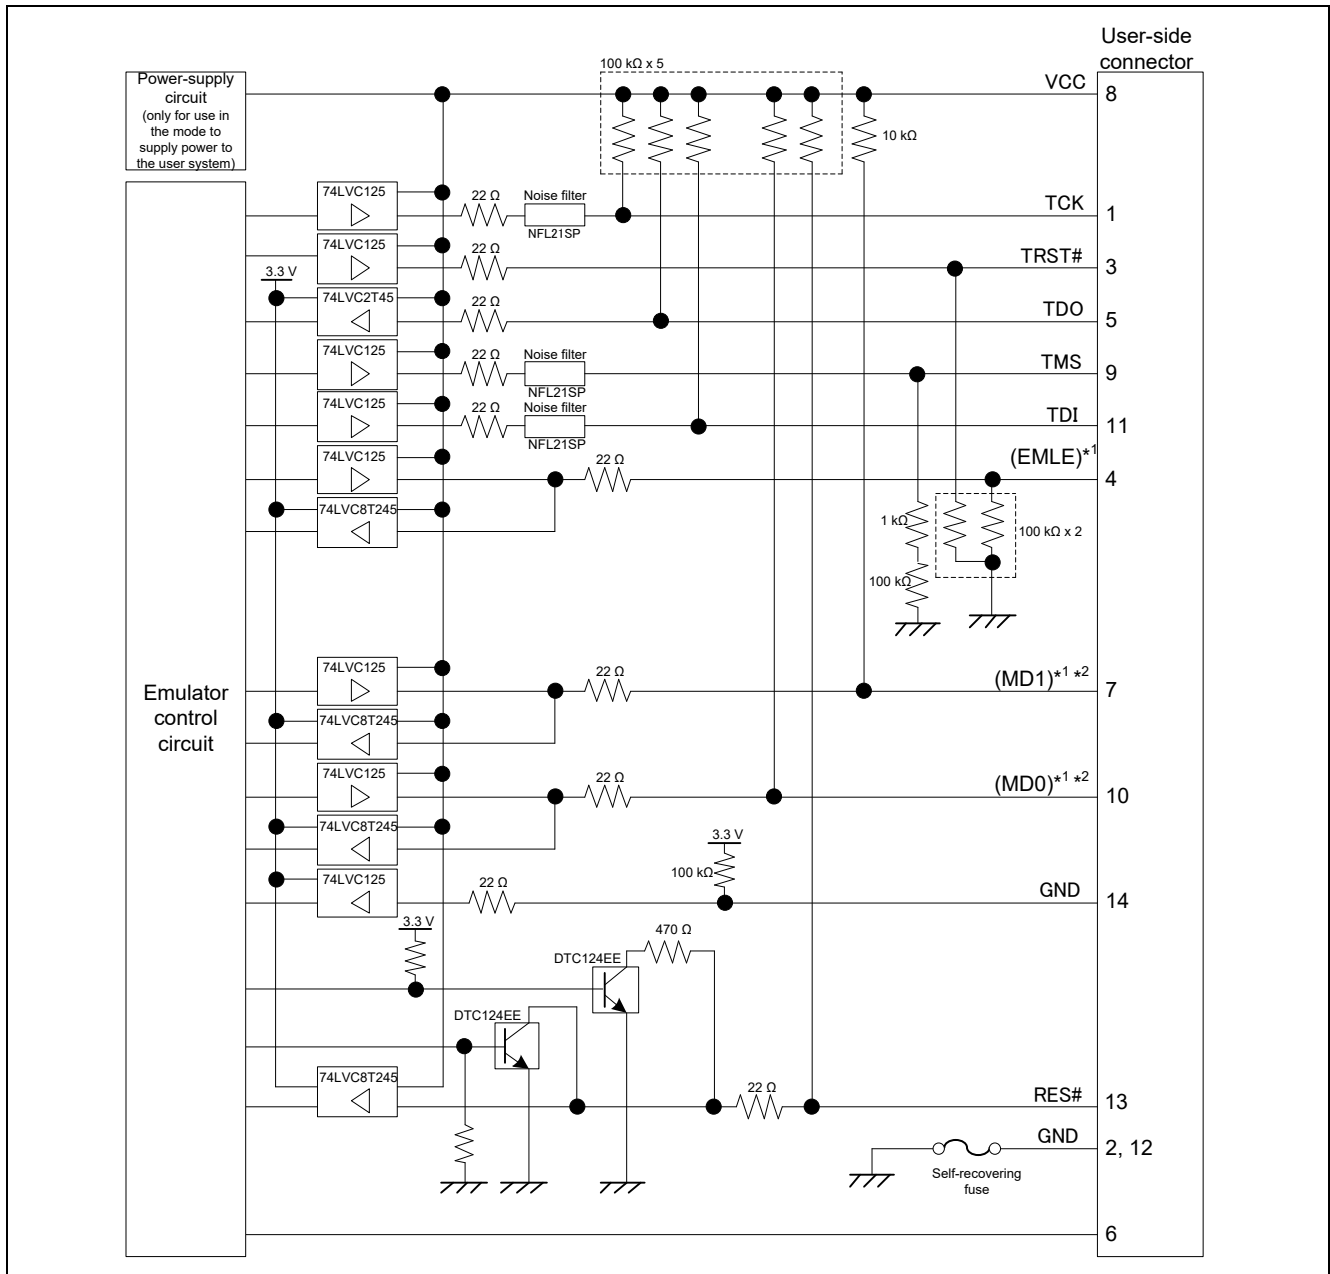 User-side
connector
Power-supply
circuit
(only for use in
the mode to
supply power to
the user system)
100 kΩ x 5
VCC
8
10 kΩ
74LVC125
22 Ω
Noise filter
NFL21SP
TCK
1
74LVC125
22 Ω
TRST#
3
3.3 V
74LVC2T45
22 Ω
TDO
5
74LVC125
22 Ω
Noise filter
NFL21SP
TMS
9
74LVC125
22 Ω
Noise filter
NFL21SP
TDI
11
74LVC125
22 Ω
(EMLE)*1
4
74LVC8T245
1 kΩ
100 kΩ x 2
100 kΩ
Emulator
control
circuit
74LVC125
22 Ω
(MD1)*1 *2
7
74LVC8T245
74LVC125
22 Ω
(MD0)*1 *2
10
74LVC8T245
3.3 V
100 kΩ
74LVC125
22 Ω
GND
14
3.3 V
470 Ω
DTC124EE
DTC124EE
74LVC8T245
22 Ω
RES#
13
GND
2, 12
Self-recovering
fuse
6